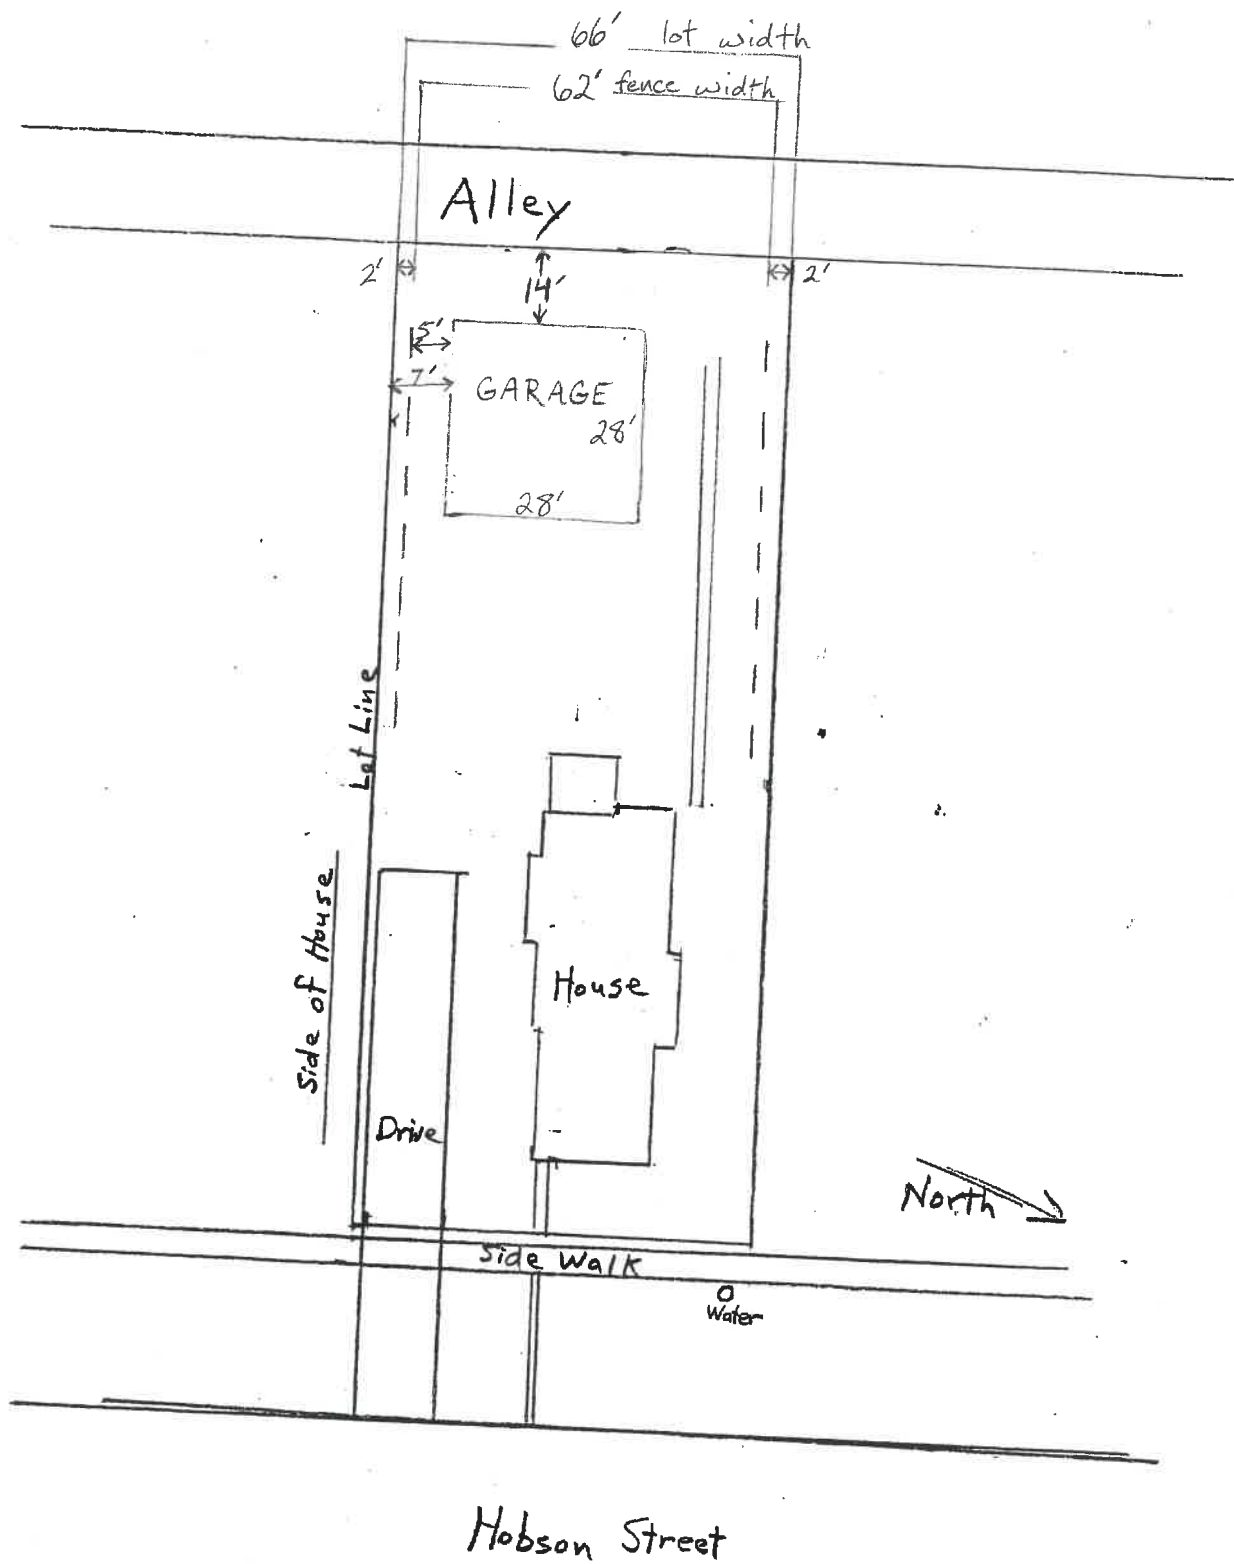 66' lot width
62' fence width
Alley
2'
2'
14'
5'
7'
GARAGE
28'
28'
Lot Line
Side of House
House
Drive
North
Side Walk
Water
Hobson Street